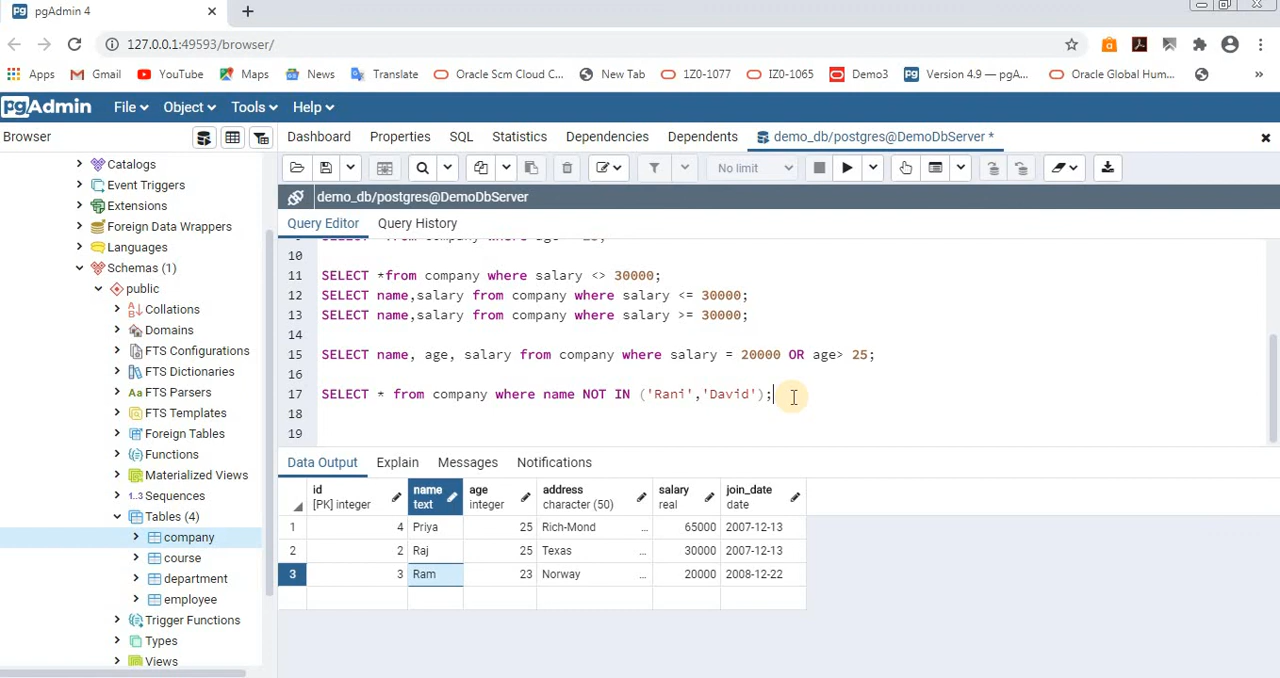 pgAdmin 4
127.0.0.1:49593/browser/
Apps Gmail YouTube Maps News Translate Oracle Scm Cloud C... New Tab 1Z0-1077 1Z0-1065 Demo3 Version 4.9 — pgA... Oracle Global Hum... »
pgAdmin File Object Tools Help
Browser
Dashboard Properties SQL Statistics Dependencies Dependents demo_db/postgres@DemoDbServer *
No limit
demo_db/postgres@DemoDbServer
Query Editor Query History
Catalogs
Event Triggers
Extensions
Foreign Data Wrappers
Languages
Schemas (1)
public
Collations
Domains
FTS Configurations
FTS Dictionaries
Aa FTS Parsers
FTS Templates
Foreign Tables
Functions
Materialized Views
1..3 Sequences
Tables (4)
company
course
department
employee
Trigger Functions
Types
Views
10
11 SELECT *from company where salary <> 30000;
12 SELECT name,salary from company where salary <= 30000;
13 SELECT name,salary from company where salary >= 30000;
14
15 SELECT name, age, salary from company where salary = 20000 OR age> 25;
16
17 SELECT * from company where name NOT IN ('Rani','David');
18
19
Data Output Explain Messages Notifications
id name age address salary join_date
[PK] integer text integer character (50) real date
1 4 Priya 25 Rich-Mond ... 65000 2007-12-13
2 2 Raj 25 Texas ... 30000 2007-12-13
3 3 Ram 23 Norway ... 20000 2008-12-22